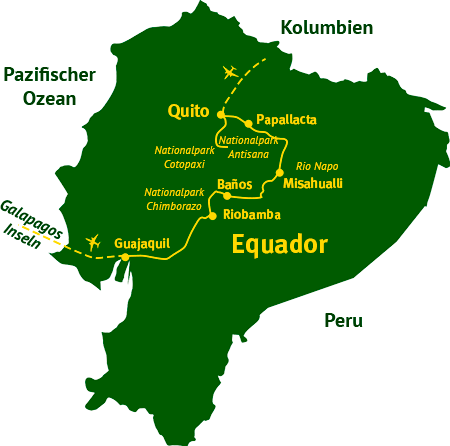 Kolumbien
Pazifischer
Ozean
Quito
Papallacta
Nationalpark
Antisana
Nationalpark
Cotopaxi
Rio Napo
Misahualli
Baños
Nationalpark
Chimborazo
Riobamba
Galapagos
Inseln
Guajaquil
Equador
Peru